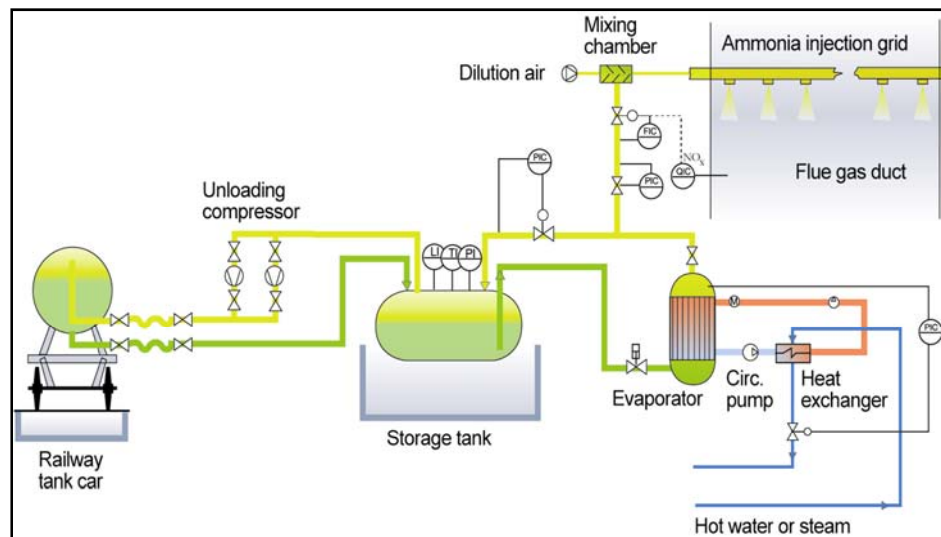 Mixing
chamber
Ammonia injection grid
Dilution air
FIC
NOx
PIC
PIC
QIC
Flue gas duct
Unloading
compressor
LI TI PI
M
PIC
Evaporator
Circ.
pump
Heat
exchanger
Storage tank
Railway
tank car
Hot water or steam